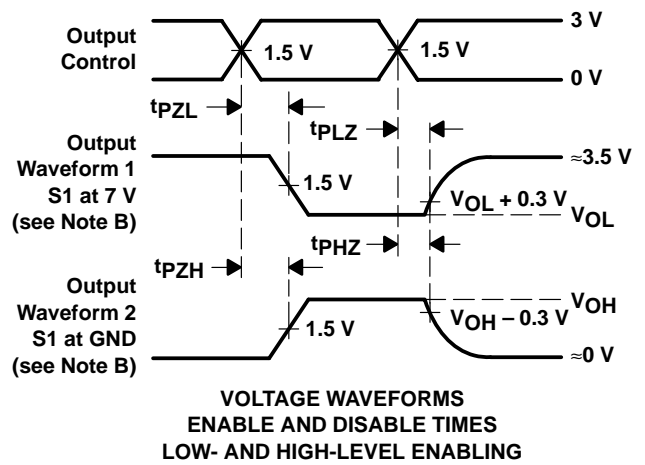 3 V
Output
Control
1.5 V
1.5 V
0 V
tPZL
tPLZ
Output
Waveform 1
S1 at 7 V
(see Note B)
≈3.5 V
1.5 V
VOL + 0.3 V
VOL
tPZH
tPHZ
Output
Waveform 2
S1 at GND
(see Note B)
VOH
1.5 V
VOH – 0.3 V
≈0 V
VOLTAGE WAVEFORMS
ENABLE AND DISABLE TIMES
LOW- AND HIGH-LEVEL ENABLING